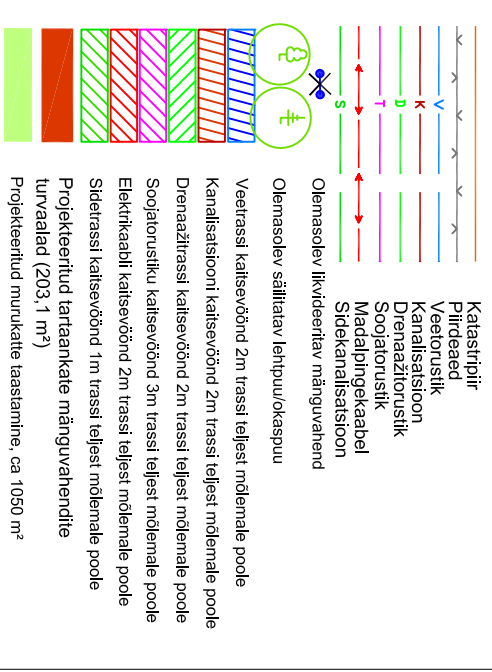 Katastripiir
Piirdeaed
V Veetorustik
K Kanalisatsioon
D Drenaažitorustik
T Soojatorustik
Madalpingekaabel
S Sidekanalisatsioon
Olemasolev likvideeritav mänguvahend
Olemasolev säilitatav lehtpuu/okaspuu
Veetrassi kaitsevöönd 2m trassi teljest mõlemale poole
Kanalisatsiooni kaitsevöönd 2m trassi teljest mõlemale poole
Drenaažitrassi kaitsevöönd 2m trassi teljest mõlemale poole
Soojatorustiku kaitsevöönd 3m trassi teljest mõlemale poole
Elektrikaabli kaitsevöönd 2m trassi teljest mõlemale poole
Sidetrassi kaitsevöönd 1m trassi teljest mõlemale poole
Projekteeritud tartaankate mänguvahendite
turvaalad (203,1 m²)
Projekteeritud murukatte taastamine, ca 1050 m²